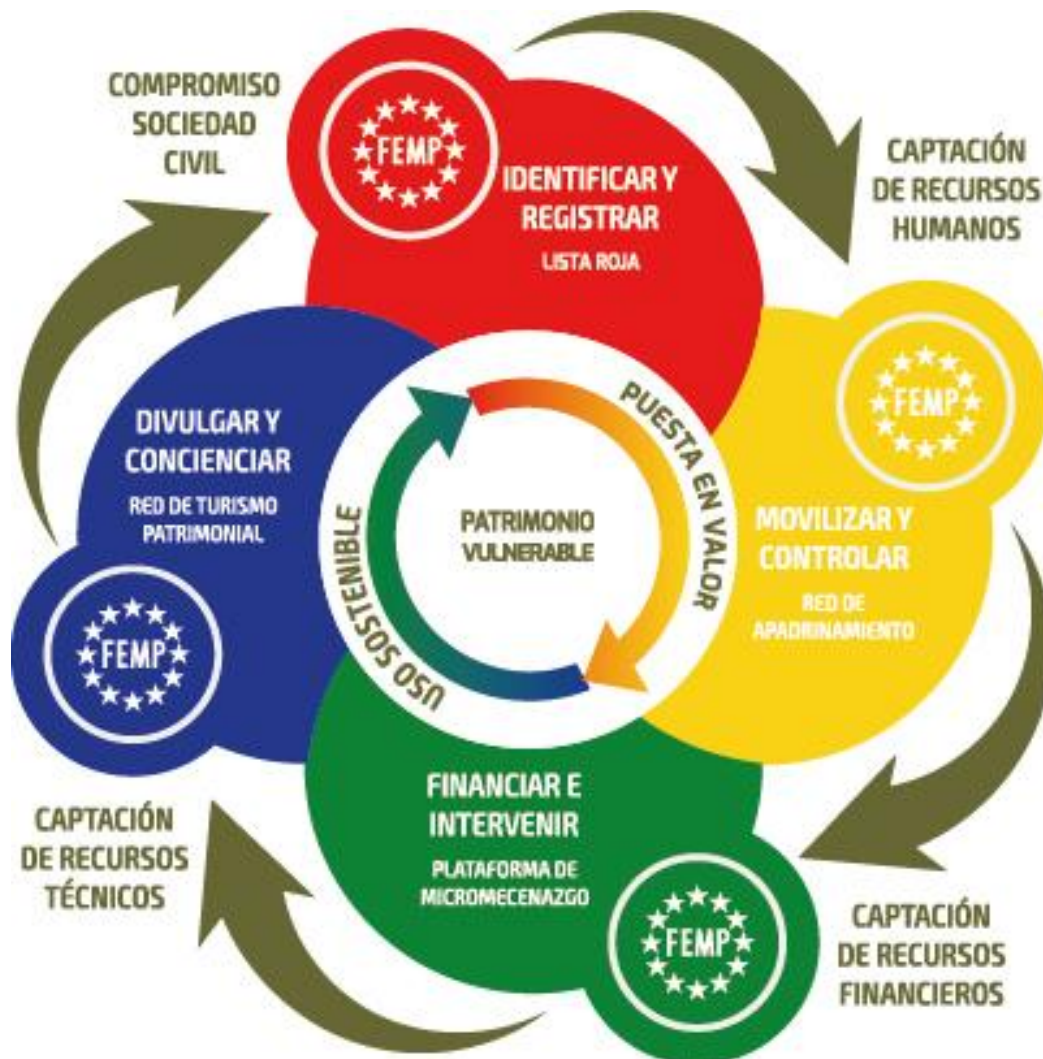 COMPROMISO
SOCIEDAD
CIVIL
FEMP
IDENTIFICAR Y
REGISTRAR
LISTA ROJA
CAPTACIÓN
DE RECURSOS
HUMANOS
FEMP
MOVILIZAR Y
CONTROLAR
RED DE
APADRINAMIENTO
CAPTACIÓN
DE RECURSOS
FINANCIEROS
FEMP
FINANCIAR E
INTERVENIR
PLATAFORMA DE
MICROMECENAZGO
CAPTACIÓN
DE RECURSOS
TÉCNICOS
FEMP
DIVULGAR Y
CONCIENCIAR
RED DE TURISMO
PATRIMONIAL
PUESTA EN VALOR
USO SOSTENIBLE
PATRIMONIO
VULNERABLE